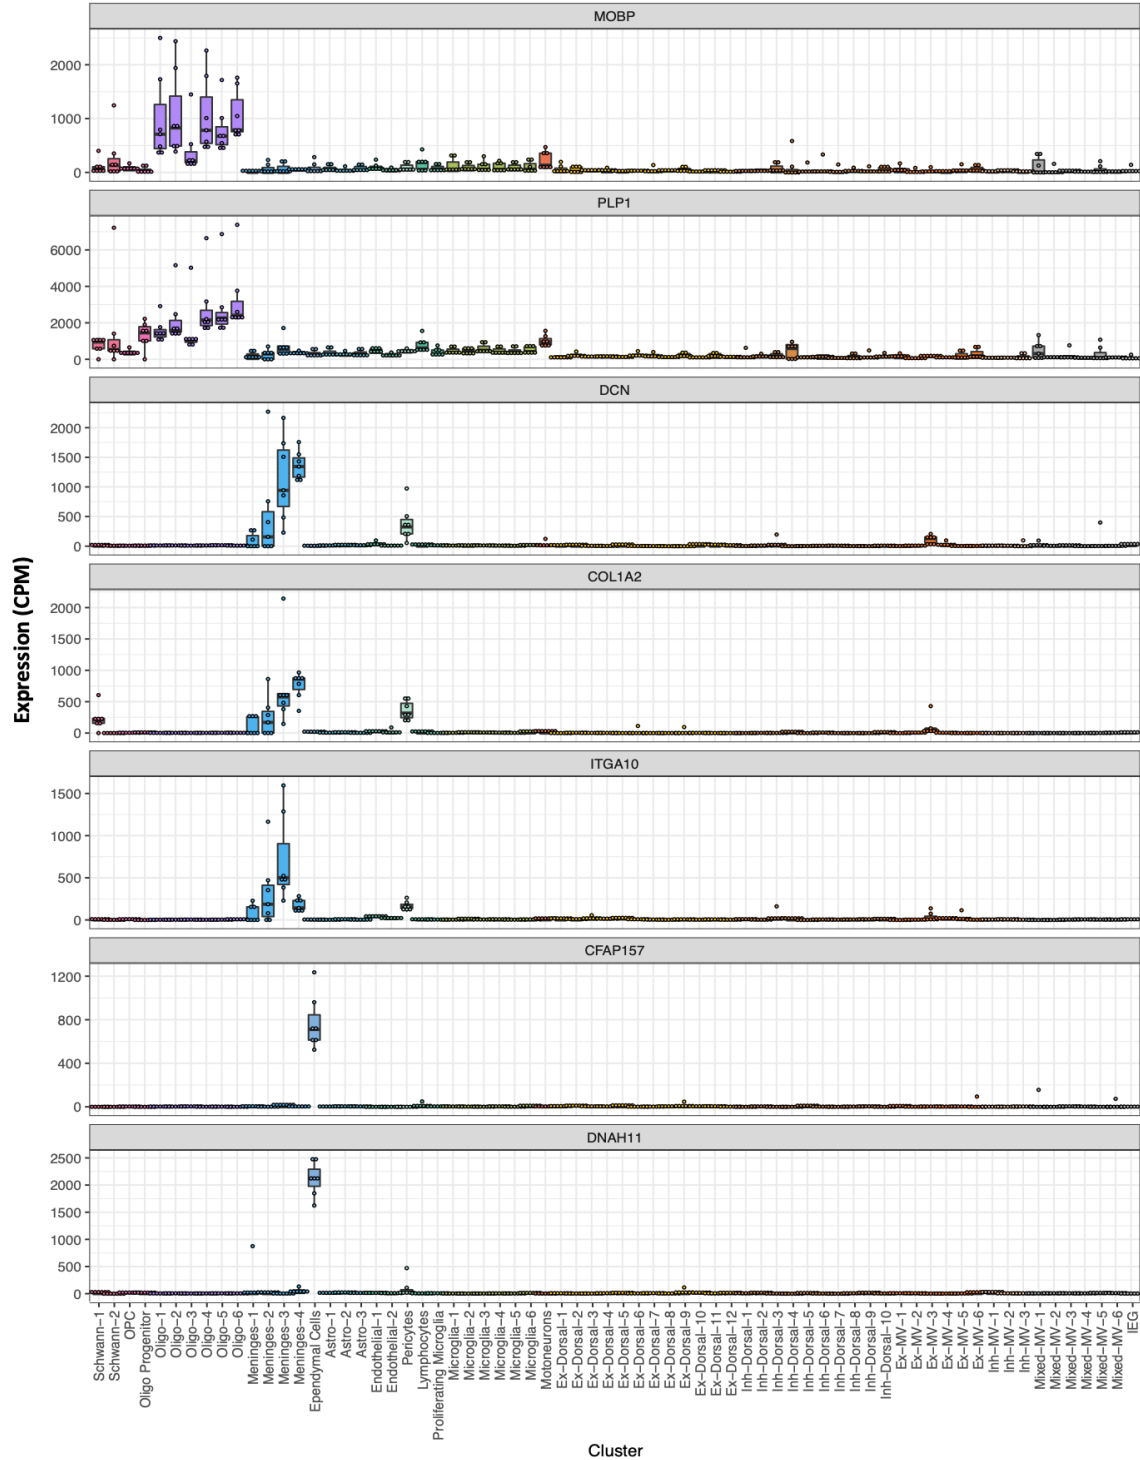 MOBP
2000
1000
0
PLP1
6000
4000
2000
0
DCN
2000
1500
1000
500
0
COL1A2
2000
1500
1000
500
0
ITGA10
1500
1000
500
0
CFAP157
1200
800
400
0
DNAH11
2500
2000
1500
1000
500
0
Expression (CPM)
Schwann−1
Schwann−2
OPC
Oligo Progenitor
Oligo−1
Oligo−2
Oligo−3
Oligo−4
Oligo−5
Oligo−6
Meninges−1
Meninges−2
Meninges−3
Meninges−4
Ependymal Cells
Astro−1
Astro−2
Astro−3
Endothelial−1
Endothelial−2
Pericytes
Lymphocytes
Proliferating Microglia
Microglia−1
Microglia−2
Microglia−3
Microglia−4
Microglia−5
Microglia−6
Motoneurons
Ex−Dorsal−1
Ex−Dorsal−2
Ex−Dorsal−3
Ex−Dorsal−4
Ex−Dorsal−5
Ex−Dorsal−6
Ex−Dorsal−7
Ex−Dorsal−8
Ex−Dorsal−9
Ex−Dorsal−10
Ex−Dorsal−11
Ex−Dorsal−12
Inh−Dorsal−1
Inh−Dorsal−2
Inh−Dorsal−3
Inh−Dorsal−4
Inh−Dorsal−5
Inh−Dorsal−6
Inh−Dorsal−7
Inh−Dorsal−8
Inh−Dorsal−9
Inh−Dorsal−10
Ex−MV−1
Ex−MV−2
Ex−MV−3
Ex−MV−4
Ex−MV−5
Ex−MV−6
Inh−MV−1
Inh−MV−2
Inh−MV−3
Mixed−MV−1
Mixed−MV−2
Mixed−MV−3
Mixed−MV−4
Mixed−MV−5
Mixed−MV−6
IEG
Cluster